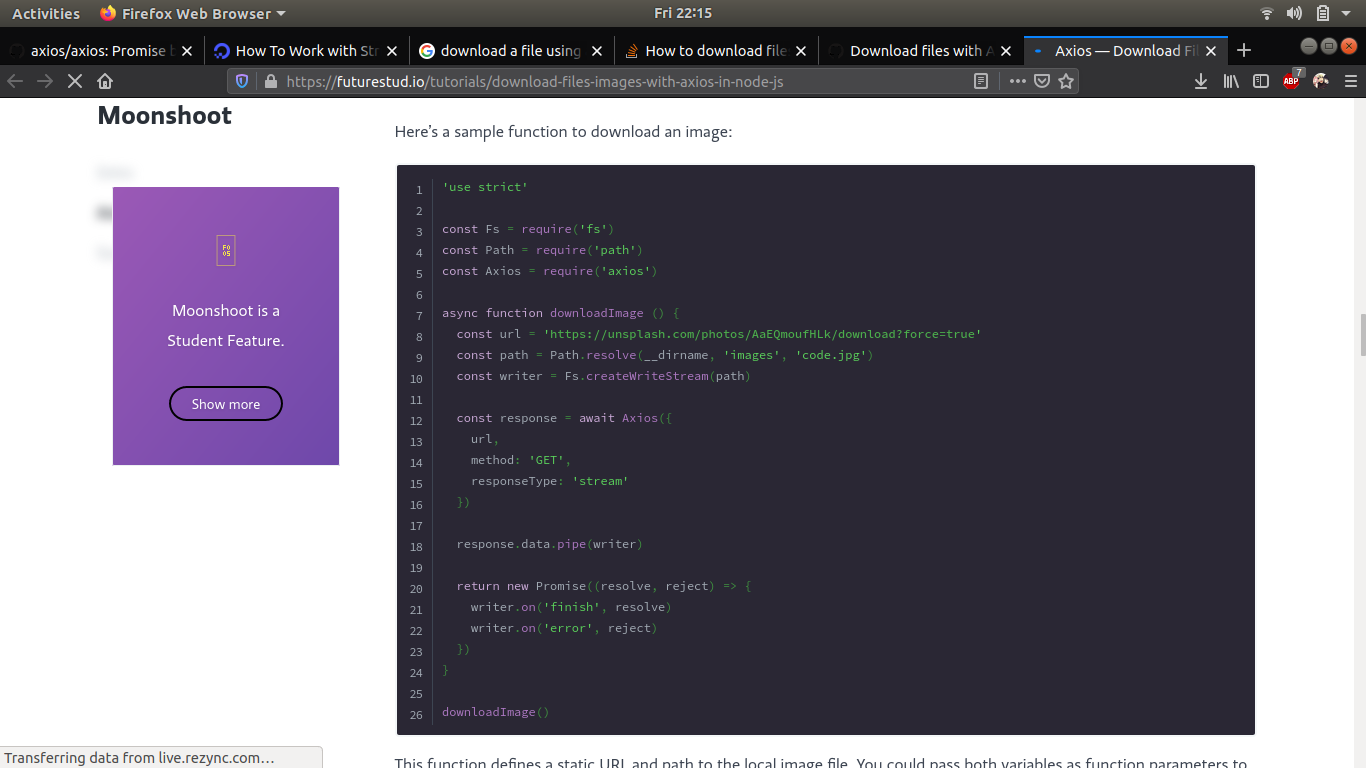 Activities
Firefox Web Browser
Fri 22:15
axios/axios: Promise b
How To Work with Str
download a file using
How to download file
Download files with A
Axios — Download Fil
https://futurestud.io/tutorials/download-files-images-with-axios-in-node-js
ABP
7
Moonshoot
Moonshoot is a
Student Feature.
Show more
Here’s a sample function to download an image:
1 'use strict'
2
3 const Fs = require('fs')
4 const Path = require('path')
5 const Axios = require('axios')
6
7 async function downloadImage () {
8   const url = 'https://unsplash.com/photos/AaEQmoufHLk/download?force=true'
9   const path = Path.resolve(__dirname, 'images', 'code.jpg')
10   const writer = Fs.createWriteStream(path)
11
12   const response = await Axios({
13     url,
14     method: 'GET',
15     responseType: 'stream'
16   })
17
18   response.data.pipe(writer)
19
20   return new Promise((resolve, reject) => {
21     writer.on('finish', resolve)
22     writer.on('error', reject)
23   })
24 }
25
26 downloadImage()
This function defines a static URL and path to the local image file. You could pass both variables as function parameters to
Transferring data from live.rezync.com…